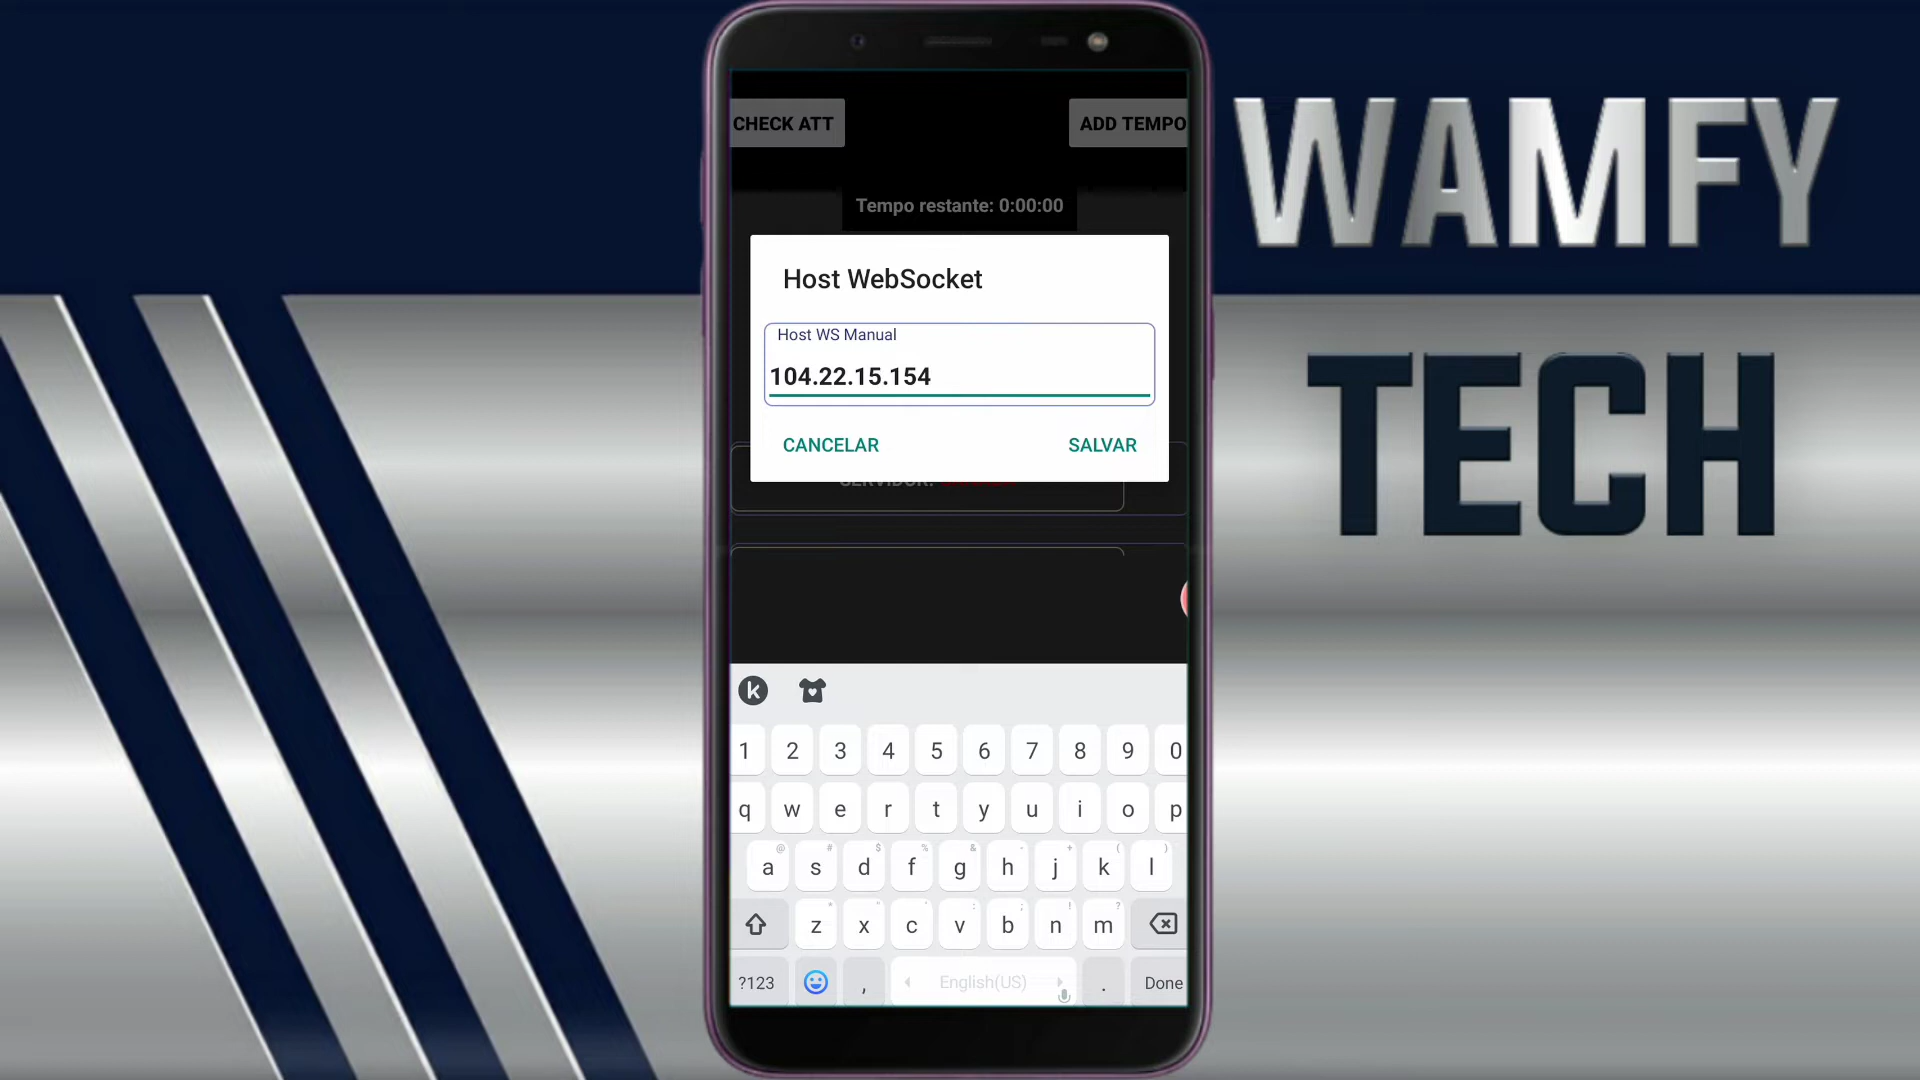 CHECK ATT
ADD TEMPO
Tempo restante: 0:00:00
Host WebSocket
Host WS Manual
104.22.15.154
CANCELAR
SALVAR
SERVIDOR:
k
1 2 3 4 5 6 7 8 9 0
q w e r t y u i o p
@ # $ % & - + ( )
a s d f g h j k l
* " ' : ; ! ?
z x c v b n m
?123 , English(US) . Done
WAMFY
TECH